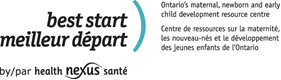 best start
meilleur départ
by/par health nexus santé
Ontario's maternal, newborn and early
child development resource centre
Centre de ressources sur la maternité,
les nouveau-nés et le développement
des jeunes enfants de l'Ontario